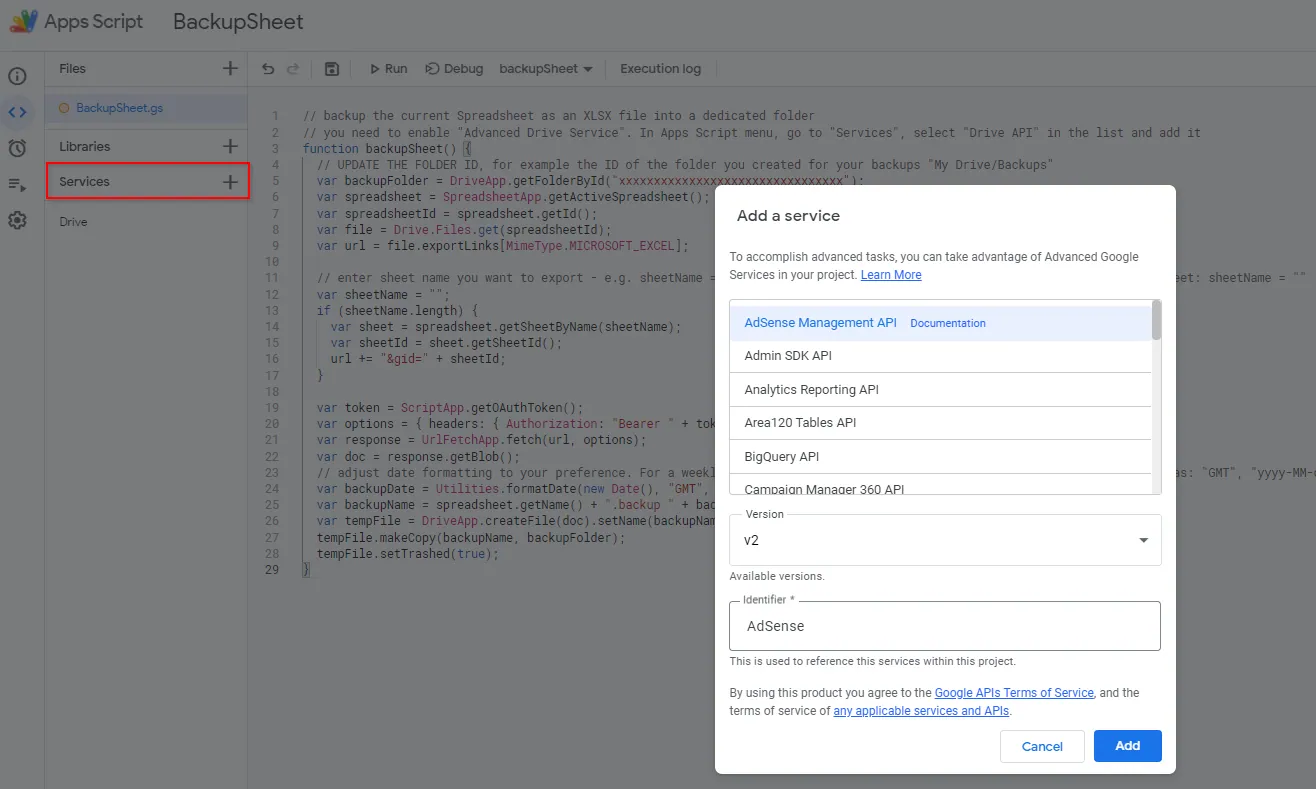 Apps Script BackupSheet
Files
Run Debug backupSheet Execution log
BackupSheet.gs
Libraries
Services
Drive
1 // backup the current Spreadsheet as an XLSX file into a dedicated folder
2 // you need to enable "Advanced Drive Service". In Apps Script menu, go to "Services", select "Drive API" in the list and add it
3 function backupSheet() {
4 // UPDATE THE FOLDER ID, for example the ID of the folder you created for your backups "My Drive/Backups"
5 var backupFolder = DriveApp.getFolderById("xxxxxxxxxxxxxxxxxxxxxxxxxxxxxxxxx");
6 var spreadsheet = SpreadsheetApp.getActiveSpreadsheet();
7 var spreadsheetId = spreadsheet.getId();
8 var file = Drive.Files.get(spreadsheetId);
9 var url = file.exportLinks[MimeType.MICROSOFT_EXCEL];
10
11 // enter sheet name you want to export - e.g. sheetName = eet: sheetName = ""
12 var sheetName = "";
13 if (sheetName.length) {
14 var sheet = spreadsheet.getSheetByName(sheetName);
15 var sheetId = sheet.getSheetId();
16 url += "&gid=" + sheetId;
17 }
18
19 var token = ScriptApp.getOAuthToken();
20 var options = { headers: { Authorization: "Bearer " + tok
21 var response = UrlFetchApp.fetch(url, options);
22 var doc = response.getBlob();
23 // adjust date formatting to your preference. For a weekl as: "GMT", "yyyy-MM-
24 var backupDate = Utilities.formatDate(new Date(), "GMT",
25 var backupName = spreadsheet.getName() + ".backup " + bac
26 var tempFile = DriveApp.createFile(doc).setName(backupNam
27 tempFile.makeCopy(backupName, backupFolder);
28 tempFile.setTrashed(true);
29 }
Add a service
To accomplish advanced tasks, you can take advantage of Advanced Google
Services in your project. Learn More
AdSense Management API Documentation
Admin SDK API
Analytics Reporting API
Area120 Tables API
BigQuery API
Campaign Manager 360 API
Version
v2
Available versions.
Identifier *
AdSense
This is used to reference this services within this project.
By using this product you agree to the Google APIs Terms of Service, and the
terms of service of any applicable services and APIs.
Cancel Add